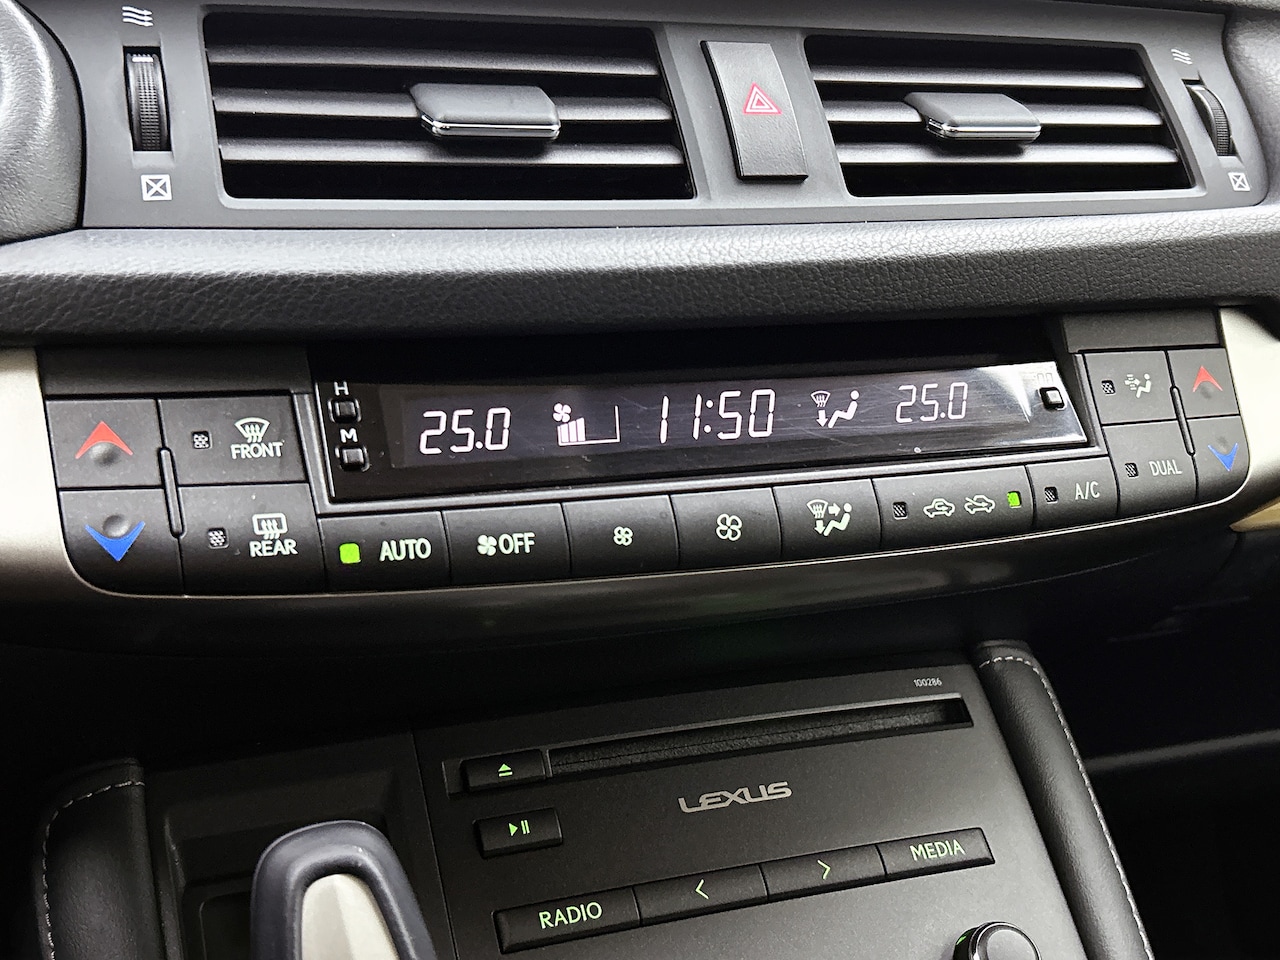 H
M
25.0 11:50 25.0
FRONT
REAR
AUTO
OFF
A/C
DUAL
100286
LEXUS
RADIO
<
>
MEDIA